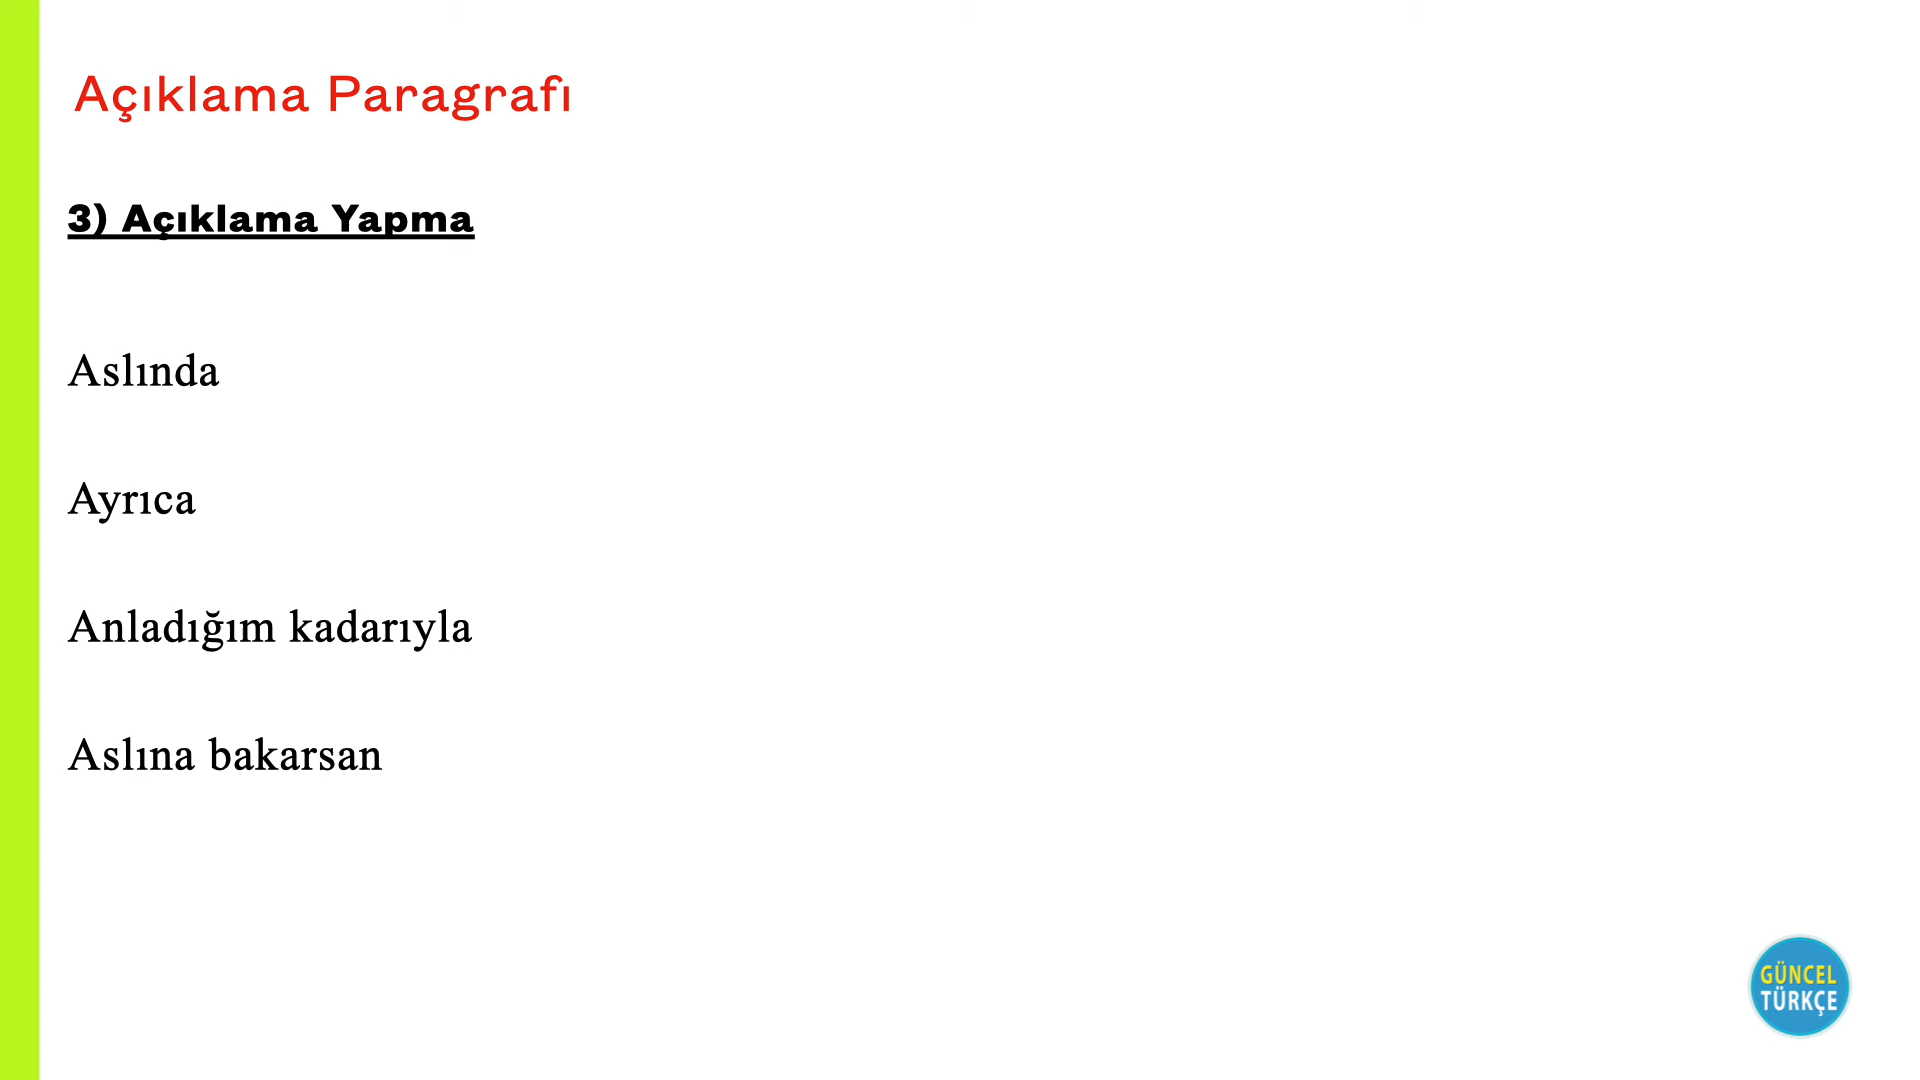 Açıklama Paragrafı
3) Açıklama Yapma
Aslında
Ayrıca
Anladığım kadarıyla
Aslına bakarsan
GÜNCEL
TÜRKÇE